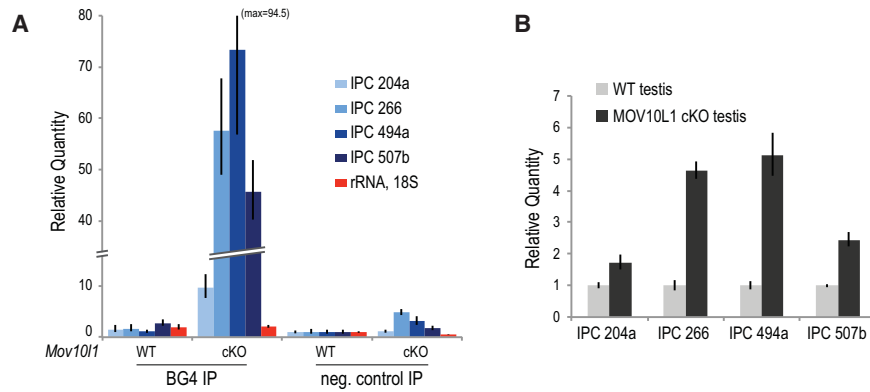 A
(max=94.5)
80
70
60
50
40
10
0
Relative Quantity
IPC 204a
IPC 266
IPC 494a
IPC 507b
rRNA, 18S
Mov10l1
WT
cKO
WT
cKO
BG4 IP
neg. control IP
B
WT testis
MOV10L1 cKO testis
7
6
5
4
3
2
1
0
Relative Quantity
IPC 204a
IPC 266
IPC 494a
IPC 507b